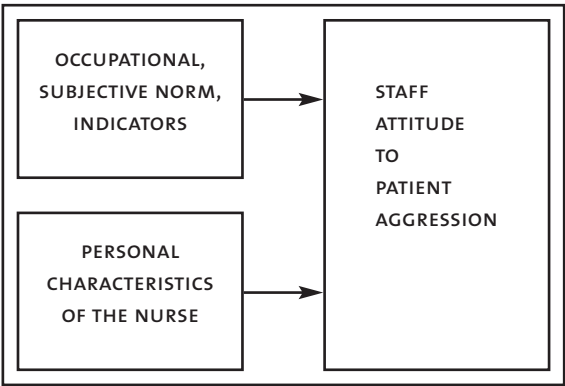 OCCUPATIONAL,
SUBJECTIVE NORM,
INDICATORS
PERSONAL
CHARACTERISTICS
OF THE NURSE
STAFF
ATTITUDE
TO
PATIENT
AGGRESSION